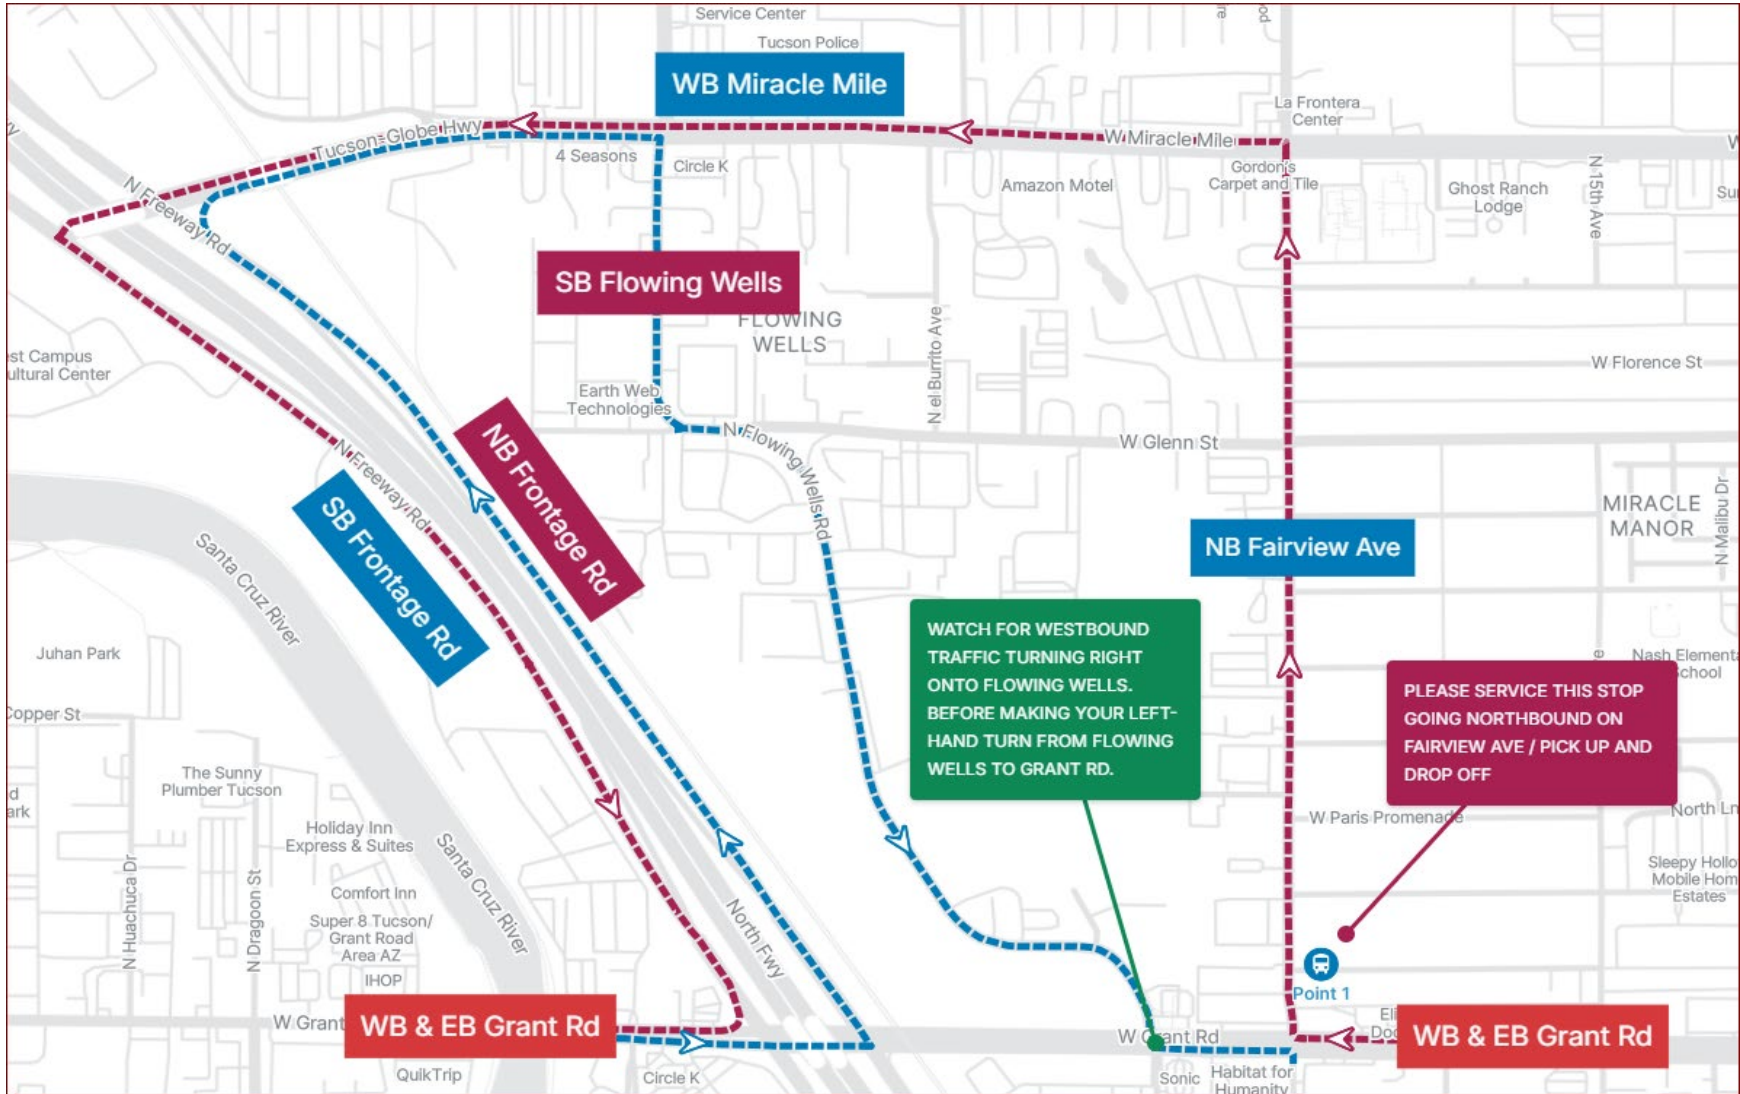 Service Center
Tucson Police
WB Miracle Mile
La Frontera
Center
Tucson-Globe Hwy
W Miracle Mile
4 Seasons
Circle K
Amazon Motel
Gordon's
Carpet and Tile
Ghost Ranch
Lodge
N 15th Ave
N Freeway Rd
SB Flowing Wells
FLOWING
WELLS
N el Burrito Ave
W Florence St
est Campus
ultural Center
Earth Web
Technologies
N Flowing Wells Rd
W Glenn St
NB Frontage Rd
N Freeway Rd
SB Frontage Rd
MIRACLE
MANOR
N Malibu Dr
NB Fairview Ave
Santa Cruz River
WATCH FOR WESTBOUND
TRAFFIC TURNING RIGHT
ONTO FLOWING WELLS.
BEFORE MAKING YOUR LEFT-
HAND TURN FROM FLOWING
WELLS TO GRANT RD.
Juhan Park
Nash Elementa
School
PLEASE SERVICE THIS STOP
GOING NORTHBOUND ON
FAIRVIEW AVE / PICK UP AND
DROP OFF
Copper St
The Sunny
Plumber Tucson
W Paris Promenade
North Ln
Holiday Inn
Express & Suites
Santa Cruz River
Sleepy Hollo
Mobile Hom
Estates
N Huachuca Dr
N Dragoon St
Comfort Inn
Super 8 Tucson/
Grant Road
Area AZ
IHOP
North Fwy
Point 1
W Grant
WB & EB Grant Rd
W Grant Rd
WB & EB Grant Rd
QuikTrip
Circle K
Sonic
Habitat for
Humanity